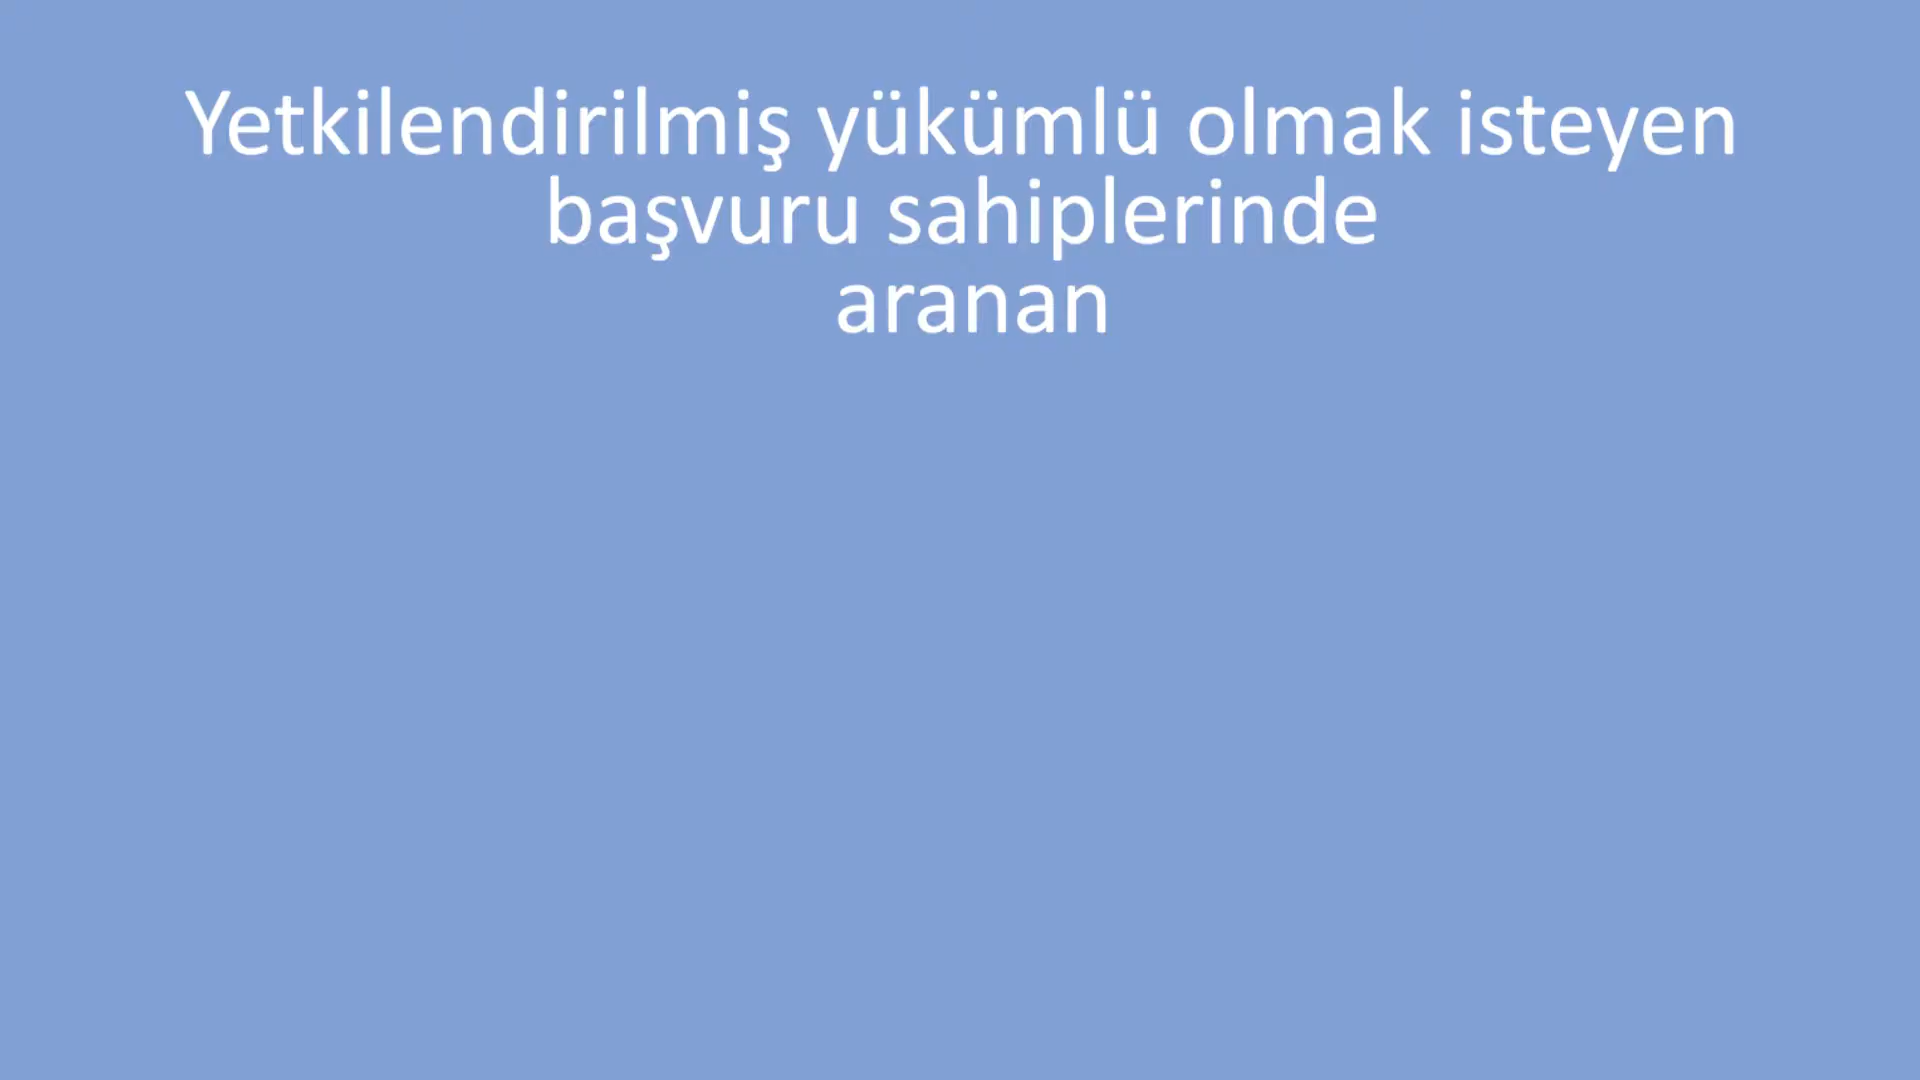 Yetkilendirilmiş yükümlü olmak isteyen
başvuru sahiplerinde
aranan